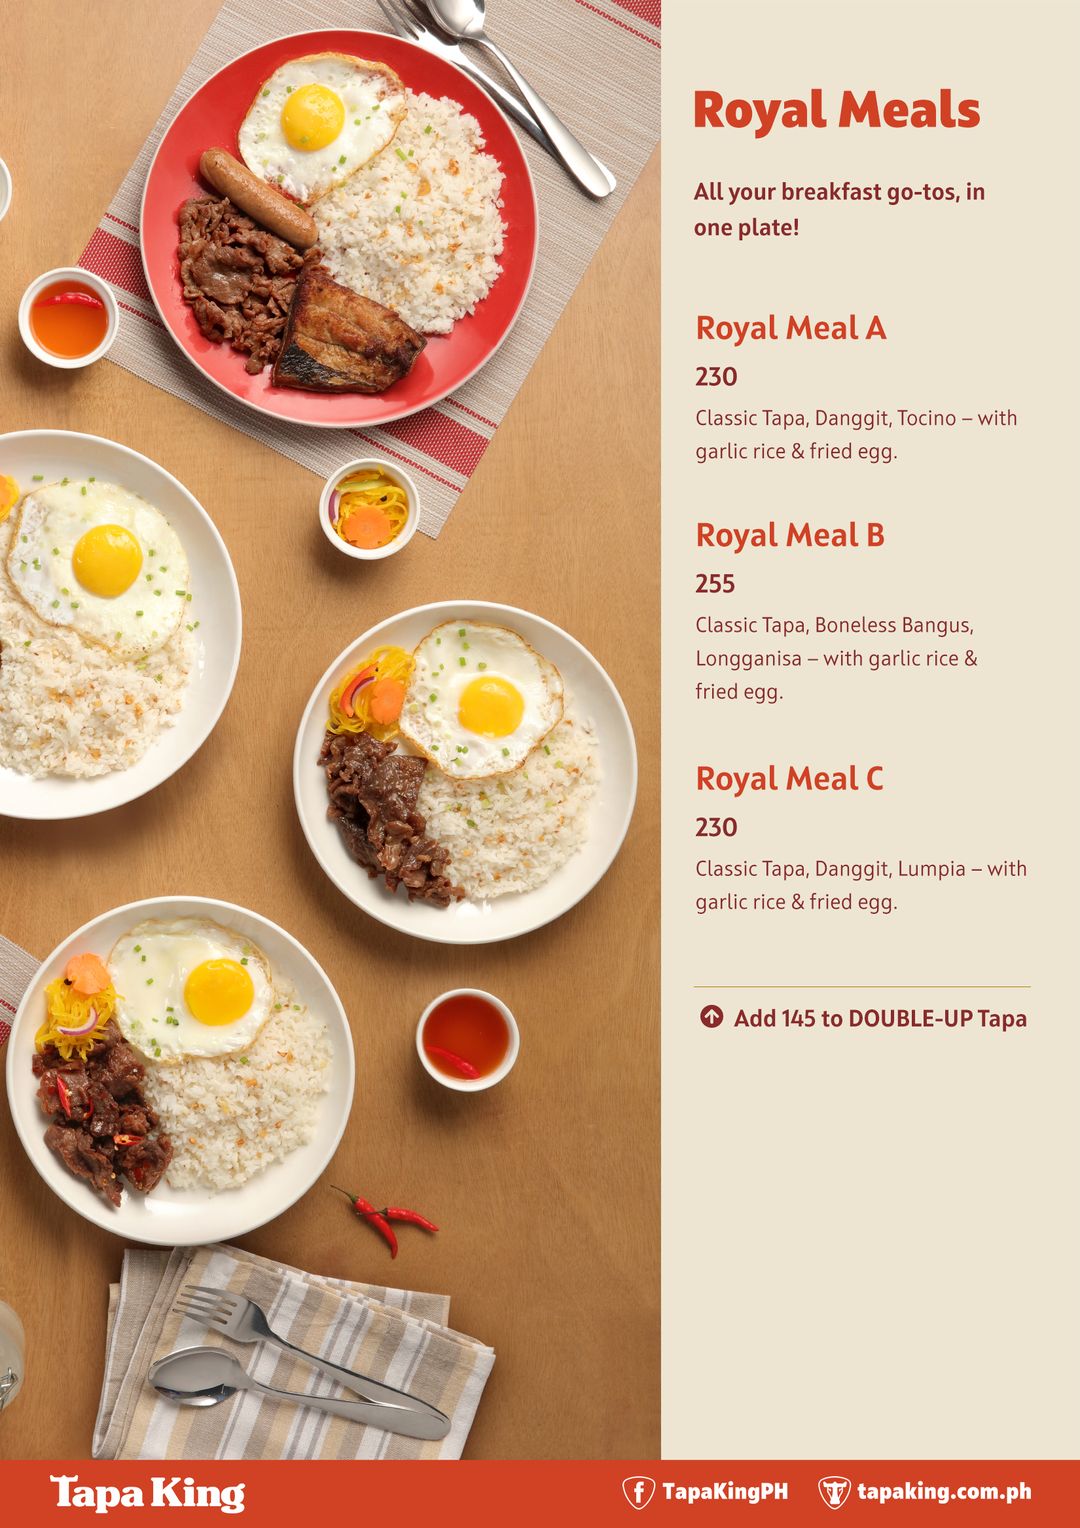 Royal Meals
All your breakfast go-tos, in
one plate!
Royal Meal A
230
Classic Tapa, Danggit, Tocino – with
garlic rice & fried egg.
Royal Meal B
255
Classic Tapa, Boneless Bangus,
Longganisa – with garlic rice &
fried egg.
Royal Meal C
230
Classic Tapa, Danggit, Lumpia – with
garlic rice & fried egg.
Add 145 to DOUBLE-UP Tapa
Tapa King
TapaKingPH
tapaking.com.ph